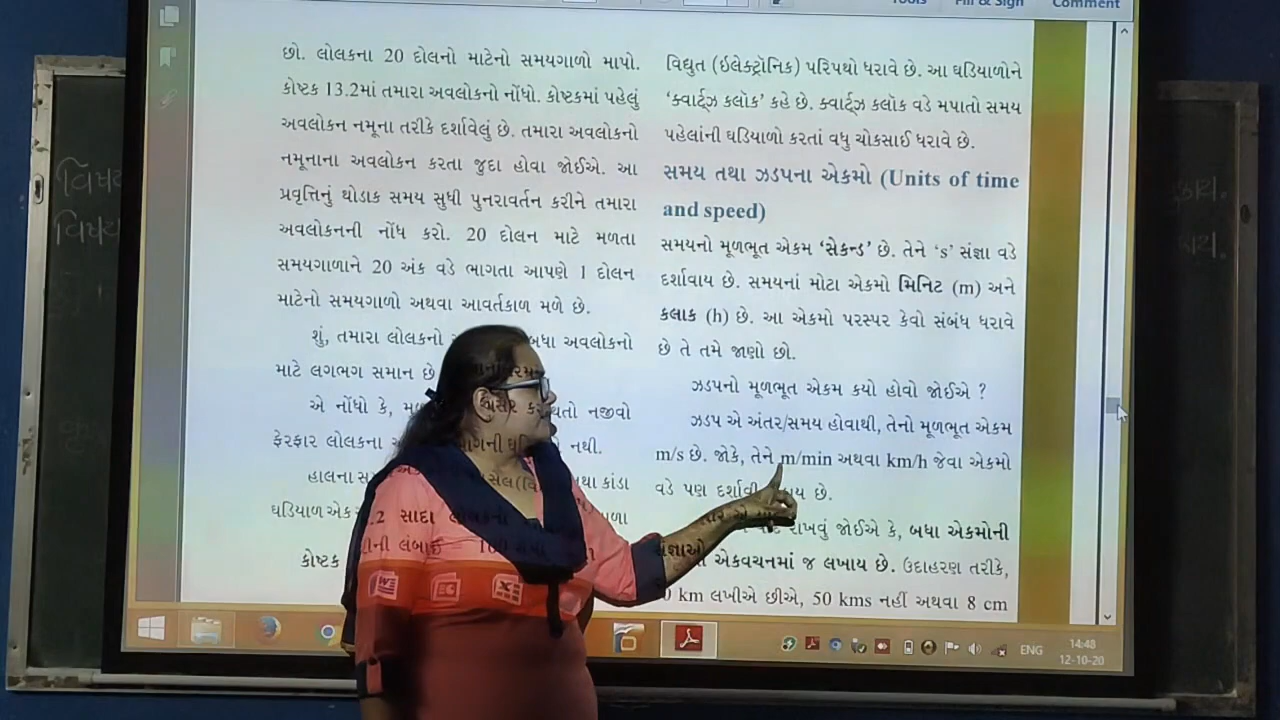 Tools
Fill & Sign
Comment
છો. લોલકના 20 દોલનો માટેનો સમયગાળો માપો.
કોષ્ટક 13.2માં તમારા અવલોકનો નોંધો. કોષ્ટકમાં પહેલું
અવલોકન નમૂના તરીકે દર્શાવેલું છે. તમારા અવલોકનો
નમૂનાના અવલોકન કરતા જુદા હોવા જોઈએ. આ
પ્રવૃત્તિનું થોડાક સમય સુધી પુનરાવર્તન કરીને તમારા
અવલોકનની નોંધ કરો. 20 દોલન માટે મળતા
સમયગાળાને 20 અંક વડે ભાગતા આપણે 1 દોલન
માટેનો સમયગાળો અથવા આવર્તકાળ મળે છે.
શું, તમારા લોલકનો બધા અવલોકનો
માટે લગભગ સમાન છે
એ નોંધો કે, થતો નજીવો
ફેરફાર લોલકના નથી.
હાલના કાંડા
ઘડિયાળ એક
કોષ્ટક
વિદ્યુત (ઇલેક્ટ્રૉનિક) પરિપથો ધરાવે છે. આ ઘડિયાળોને
‘ક્વાર્ટ્ઝ કલૉક’ કહે છે. ક્વાર્ટ્ઝ કલૉક વડે મપાતો સમય
પહેલાંની ઘડિયાળો કરતાં વધુ ચોકસાઈ ધરાવે છે.
સમય તથા ઝડપના એકમો (Units of time
and speed)
સમયનો મૂળભૂત એકમ ‘સેકન્ડ’ છે. તેને ‘s’ સંજ્ઞા વડે
દર્શાવાય છે. સમયનાં મોટા એકમો મિનિટ (m) અને
કલાક (h) છે. આ એકમો પરસ્પર કેવો સંબંધ ધરાવે
છે તે તમે જાણો છો.
ઝડપનો મૂળભૂત એકમ કયો હોવો જોઈએ ?
ઝડપ એ અંતર/સમય હોવાથી, તેનો મૂળભૂત એકમ
m/s છે. જોકે, તેને m/min અથવા km/h જેવા એકમો
વડે પણ દર્શાવી છે.
રાખવું જોઈએ કે, બધા એકમોની
સંજ્ઞાઓ એકવચનમાં જ લખાય છે. ઉદાહરણ તરીકે,
km લખીએ છીએ, 50 kms નહીં અથવા 8 cm
ENG
14:48
12-10-20